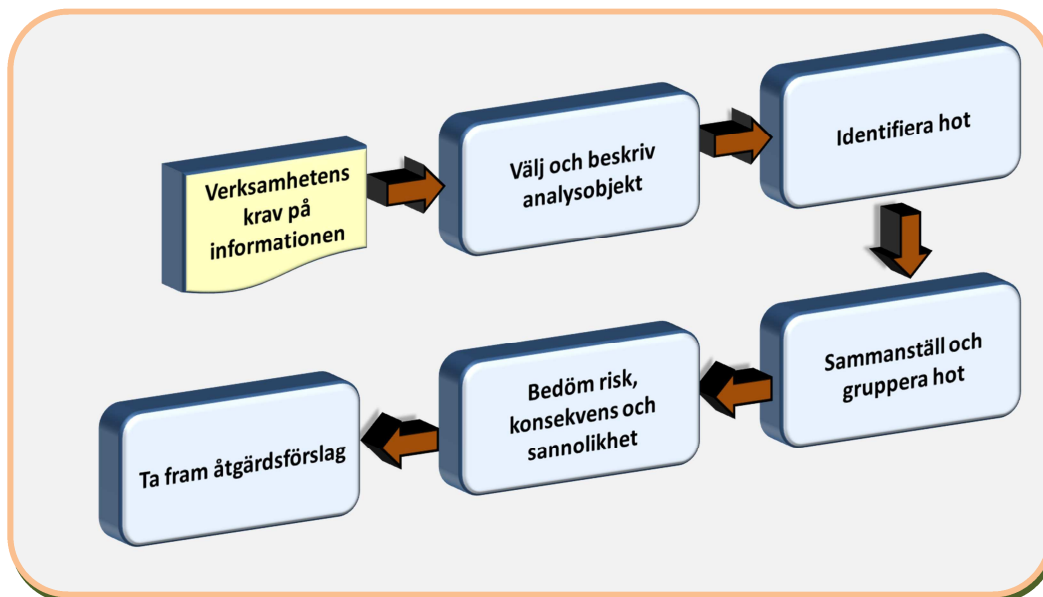 Verksamhetens
krav på
informationen
Välj och beskriv
analysobjekt
Identifiera hot
Sammanställ och
gruppera hot
Bedöm risk,
konsekvens och
sannolikhet
Ta fram åtgärdsförslag